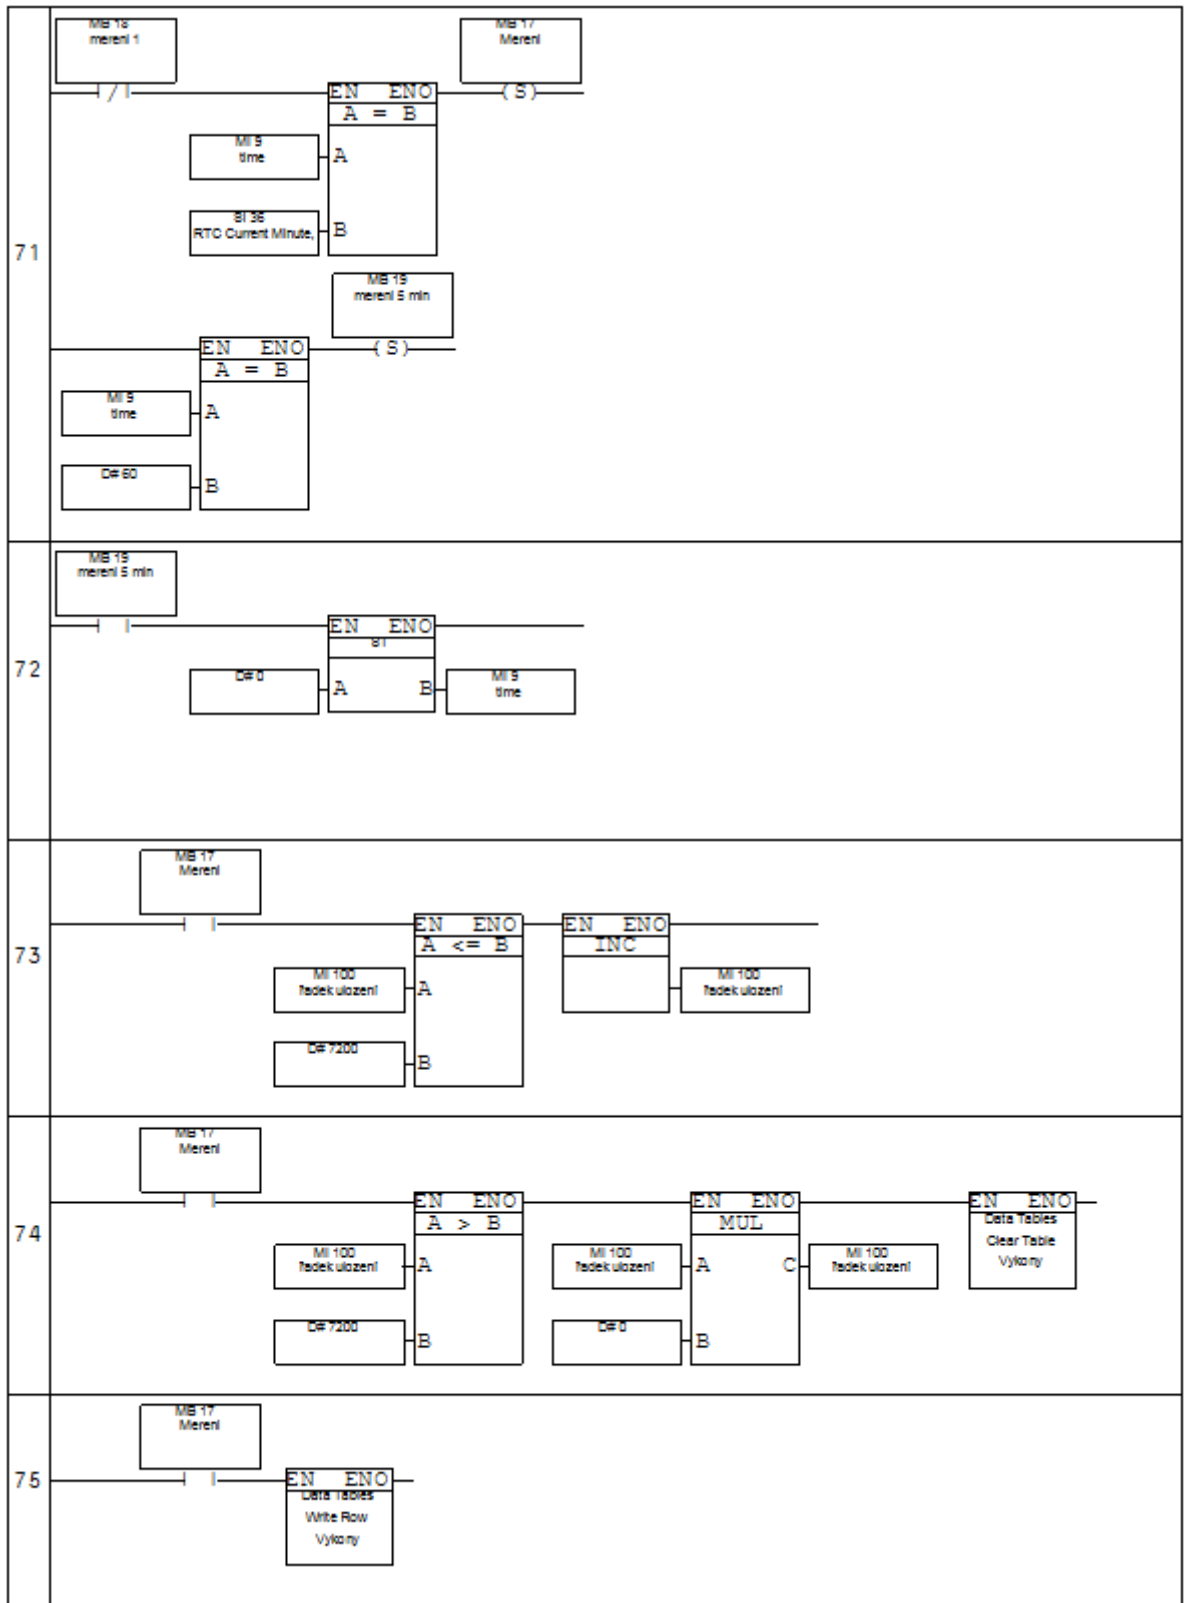 MB 18
mereni 1
MB 17
Mereni
EN ENO
A = B
( S )
MI 9
time
A
SI 36
RTC Current Minute,
B
71
MB 19
mereni 5 min
EN ENO
A = B
( S )
MI 9
time
A
D# 60
B
MB 19
mereni 5 min
EN ENO
ST
72
D# 0
A B
MI 9
time
MB 17
Mereni
EN ENO
A <= B
EN ENO
INC
73
MI 100
řadek ulozeni
A
MI 100
řadek ulozeni
D# 7200
B
MB 17
Mereni
EN ENO
A > B
EN ENO
MUL
EN ENO
Data Tables
Clear Table
Vykony
74
MI 100
řadek ulozeni
A
MI 100
řadek ulozeni
A C
MI 100
řadek ulozeni
D# 7200
B
D# 0
B
MB 17
Mereni
75
EN ENO
Data Tables
Write Row
Vykony